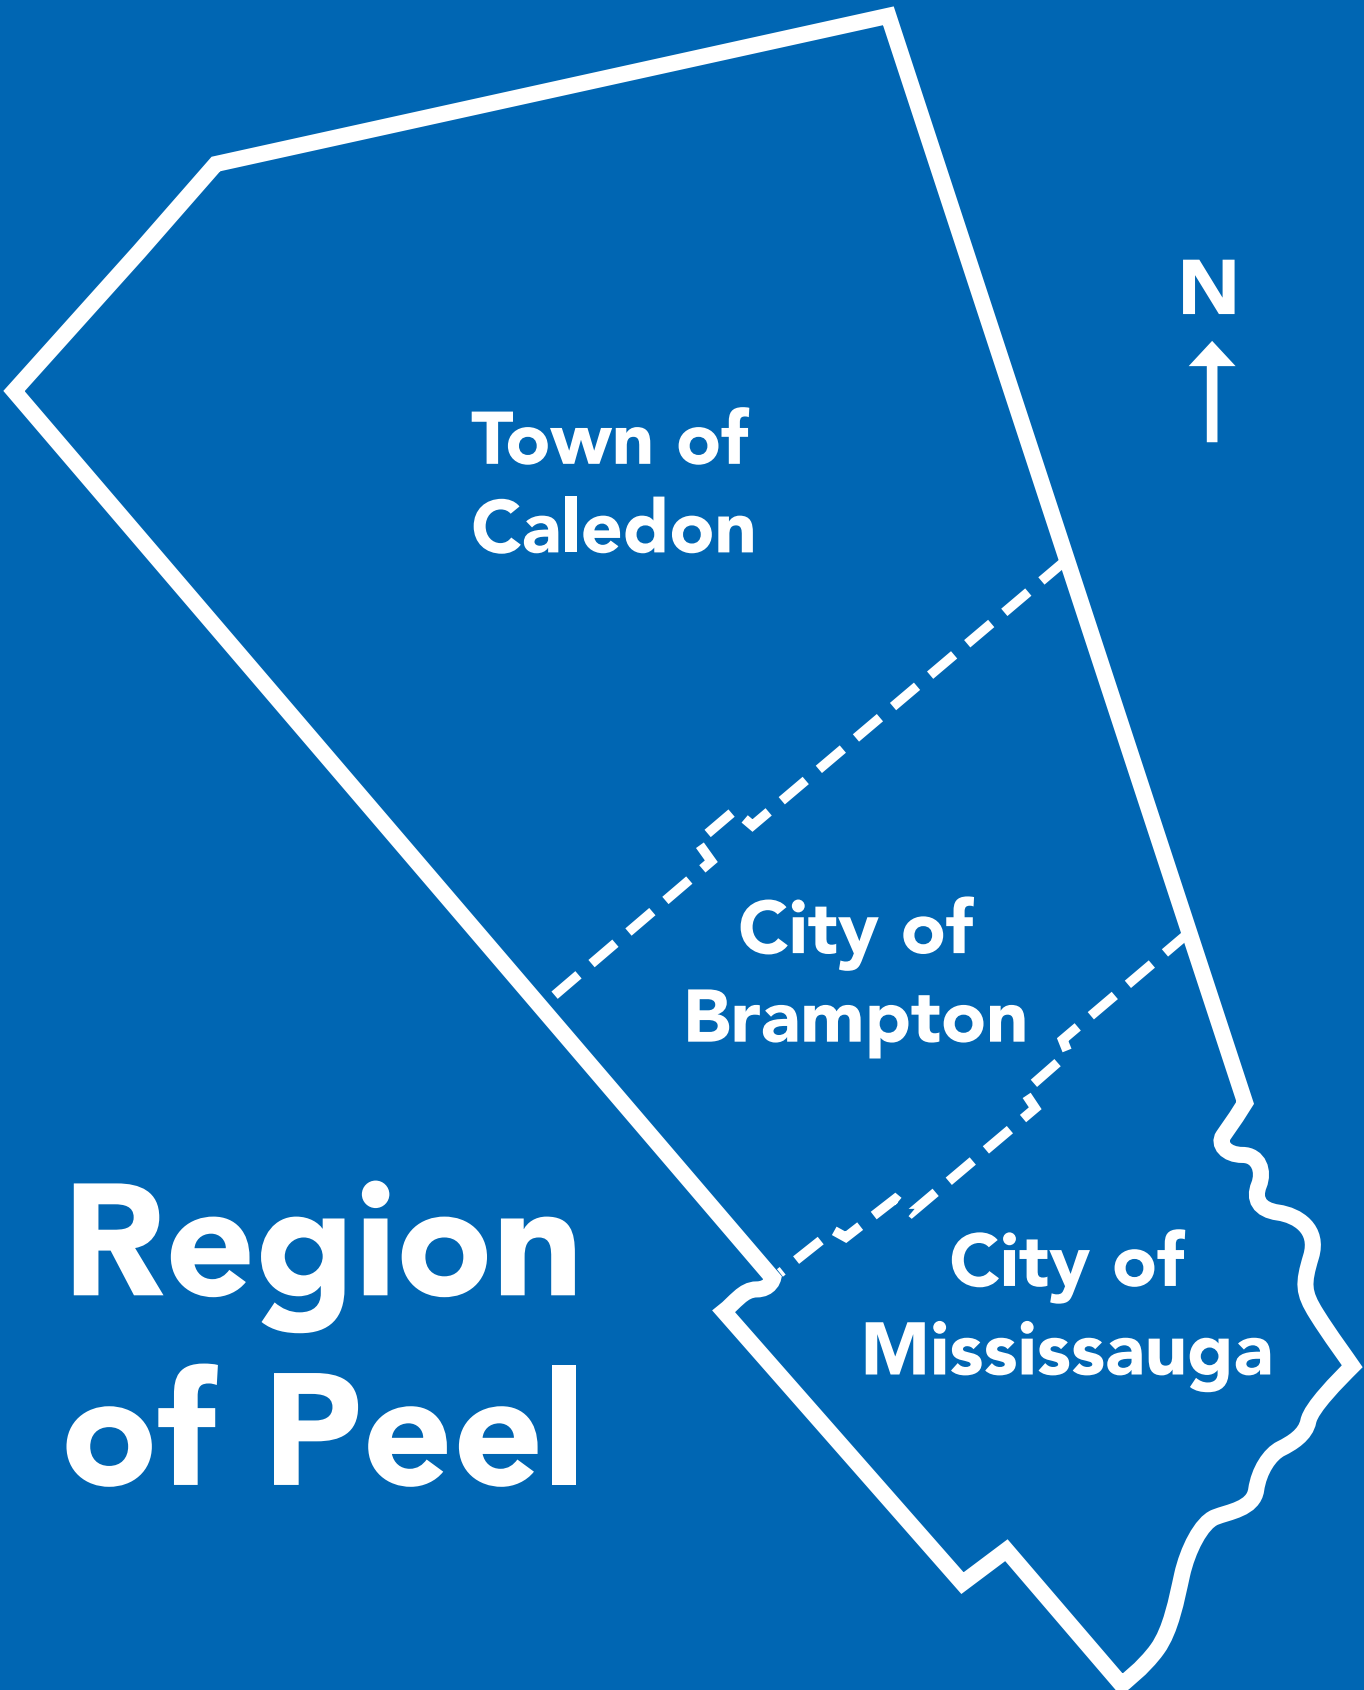 N
Town of
Caledon
City of
Brampton
Region
of Peel
City of
Mississauga